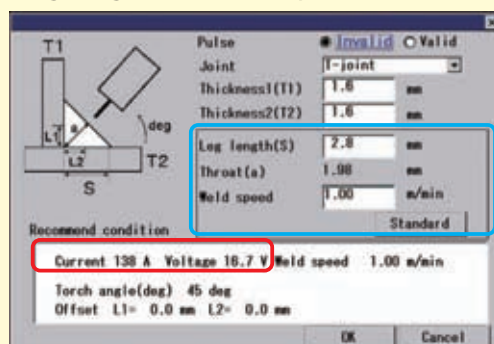 Pulse Invalid Valid
Joint T-joint
Thickness1(T1) 1.6 mm
Thickness2(T2) 1.6 mm
Leg length(S) 2.8 mm
Throat(a) 1.98 mm
Weld speed 1.00 m/min
Standard
T1
a
deg
L1
L2
T2
S
Recommend condition
Current 138 A Voltage 16.7 V Weld speed 1.00 m/min
Torch angle(deg) 45 deg
Offset L1= 0.0 mm L2= 0.0 mm
OK Cancel